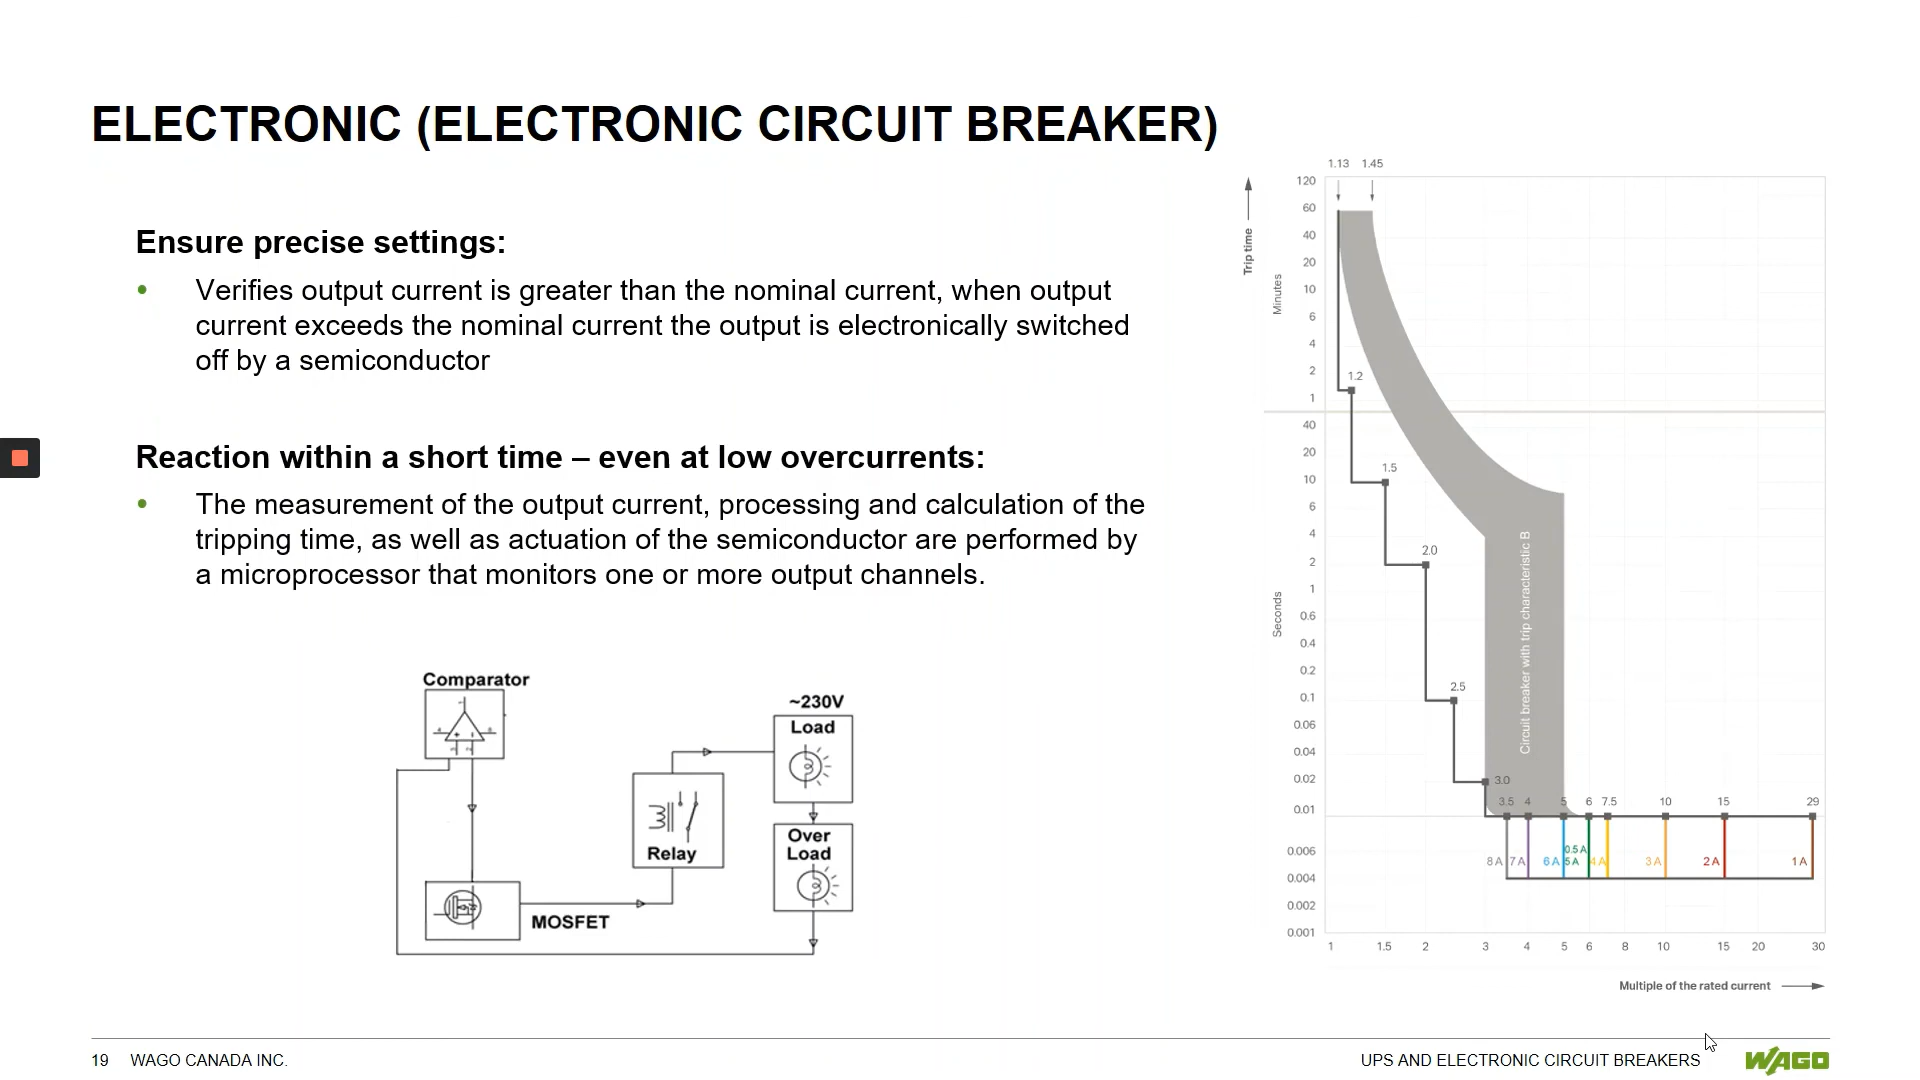 ELECTRONIC (ELECTRONIC CIRCUIT BREAKER)
Ensure precise settings:
• Verifies output current is greater than the nominal current, when output
current exceeds the nominal current the output is electronically switched
off by a semiconductor
Reaction within a short time – even at low overcurrents:
• The measurement of the output current, processing and calculation of the
tripping time, as well as actuation of the semiconductor are performed by
a microprocessor that monitors one or more output channels.
Comparator
~230V
Load
Relay
Over
Load
MOSFET
1.13 1.45
Trip time
Minutes
Seconds
120
60
40
20
10
6
4
2
1
40
20
10
6
4
2
1
0.6
0.4
0.2
0.1
0.06
0.04
0.02
0.01
0.006
0.004
0.002
0.001
1.2
1.5
2.0
2.5
3.0
Circuit breaker with trip characteristic B
3.5 4 5 6 7.5 10 15 29
8 A 7 A 6 A 0.5 A 5 A 4 A 3 A 2 A 1 A
1 1.5 2 3 4 5 6 8 10 15 20 30
Multiple of the rated current
19 WAGO CANADA INC.
UPS AND ELECTRONIC CIRCUIT BREAKERS
WAGO